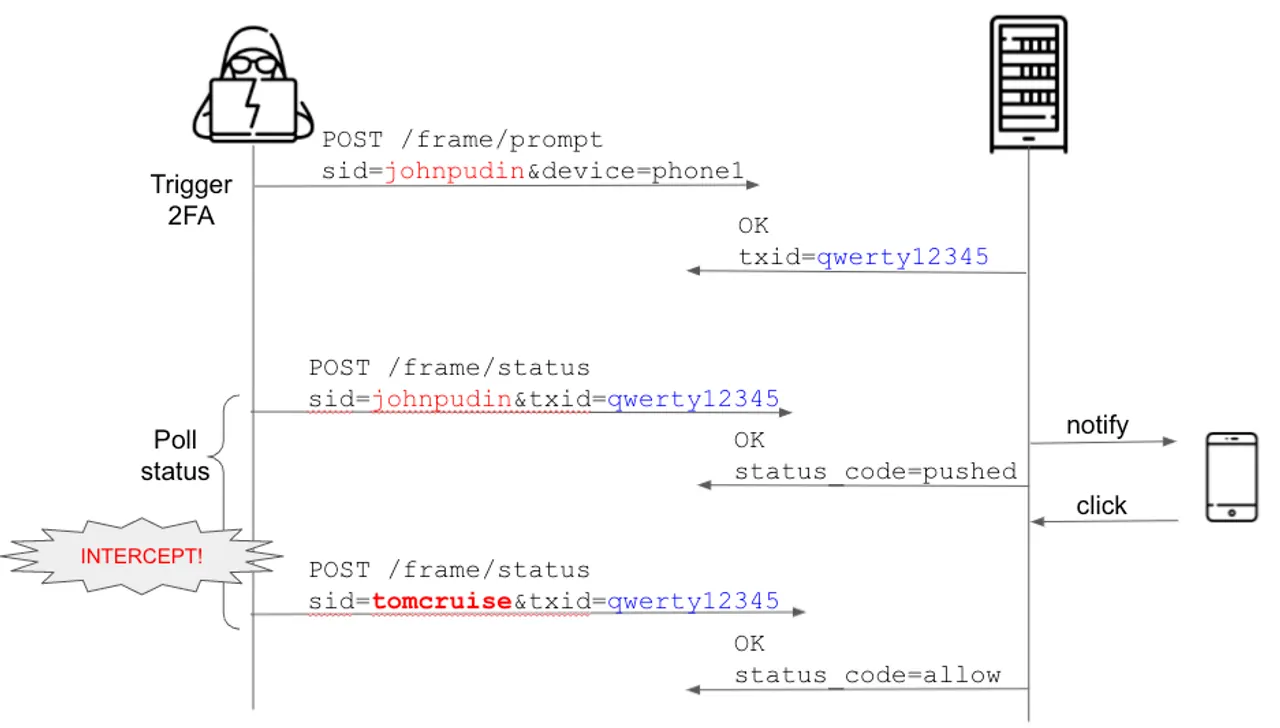 POST /frame/prompt
sid=johnpudin&device=phone1
Trigger
2FA
OK
txid=qwerty12345
POST /frame/status
sid=johnpudin&txid=qwerty12345
Poll
status
notify
OK
status_code=pushed
click
INTERCEPT!
POST /frame/status
sid=tomcruise&txid=qwerty12345
OK
status_code=allow